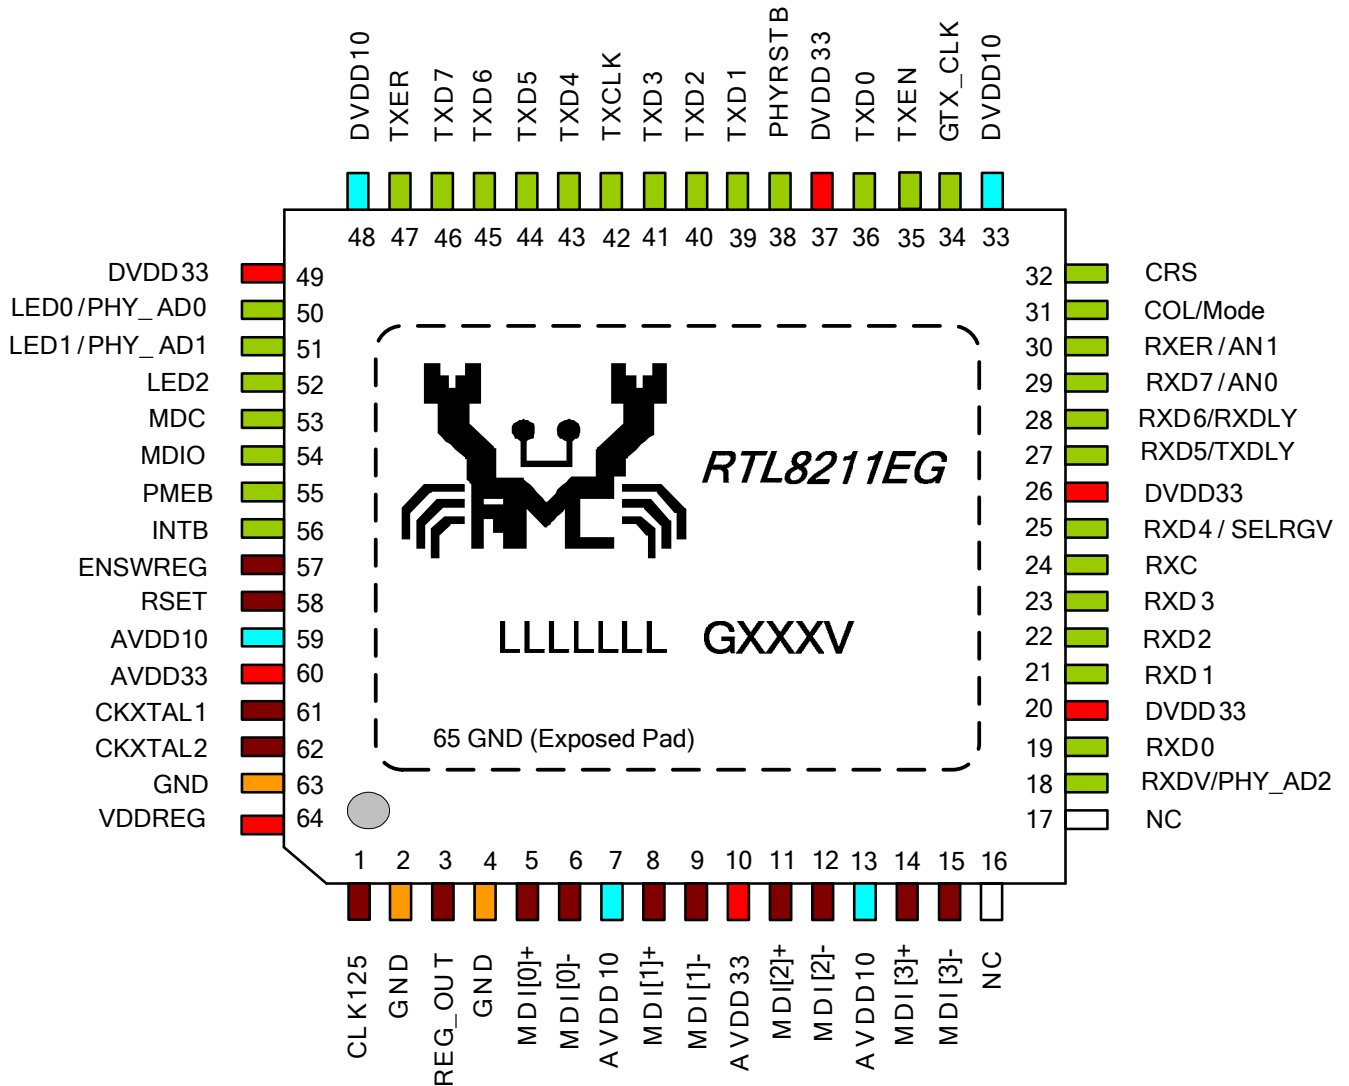 DVDD10
TXER
TXD7
TXD6
TXD5
TXD4
TXCLK
TXD3
TXD2
TXD1
PHYRSTB
DVDD33
TXD0
TXEN
GTX_CLK
DVDD10
48 47 46 45 44 43 42 41 40 39 38 37 36 35 34 33
DVDD33 49
LED0/PHY_AD0 50
LED1/PHY_AD1 51
LED2 52
MDC 53
MDIO 54
PMEB 55
INTB 56
ENSWREG 57
RSET 58
AVDD10 59
AVDD33 60
CKXTAL1 61
CKXTAL2 62
GND 63
VDDREG 64
RTL8211EG
LLLLLLL GXXXV
65 GND (Exposed Pad)
32 CRS
31 COL/Mode
30 RXER/AN1
29 RXD7/AN0
28 RXD6/RXDLY
27 RXD5/TXDLY
26 DVDD33
25 RXD4/SELRGV
24 RXC
23 RXD3
22 RXD2
21 RXD1
20 DVDD33
19 RXD0
18 RXDV/PHY_AD2
17 NC
1 2 3 4 5 6 7 8 9 10 11 12 13 14 15 16
CLK125
GND
REG_OUT
GND
MDI[0]+
MDI[0]-
AVDD10
MDI[1]+
MDI[1]-
AVDD33
MDI[2]+
MDI[2]-
AVDD10
MDI[3]+
MDI[3]-
NC